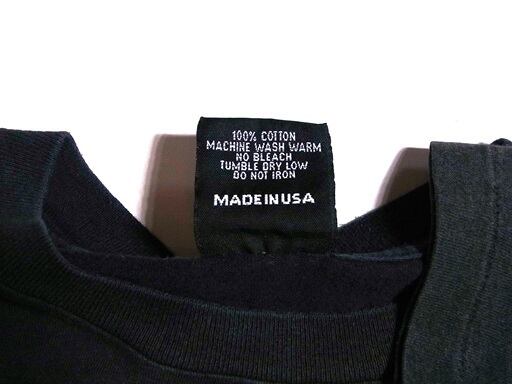 100% COTTON
MACHINE WASH WARM
NO BLEACH
TUMBLE DRY LOW
DO NOT IRON
MADE IN USA